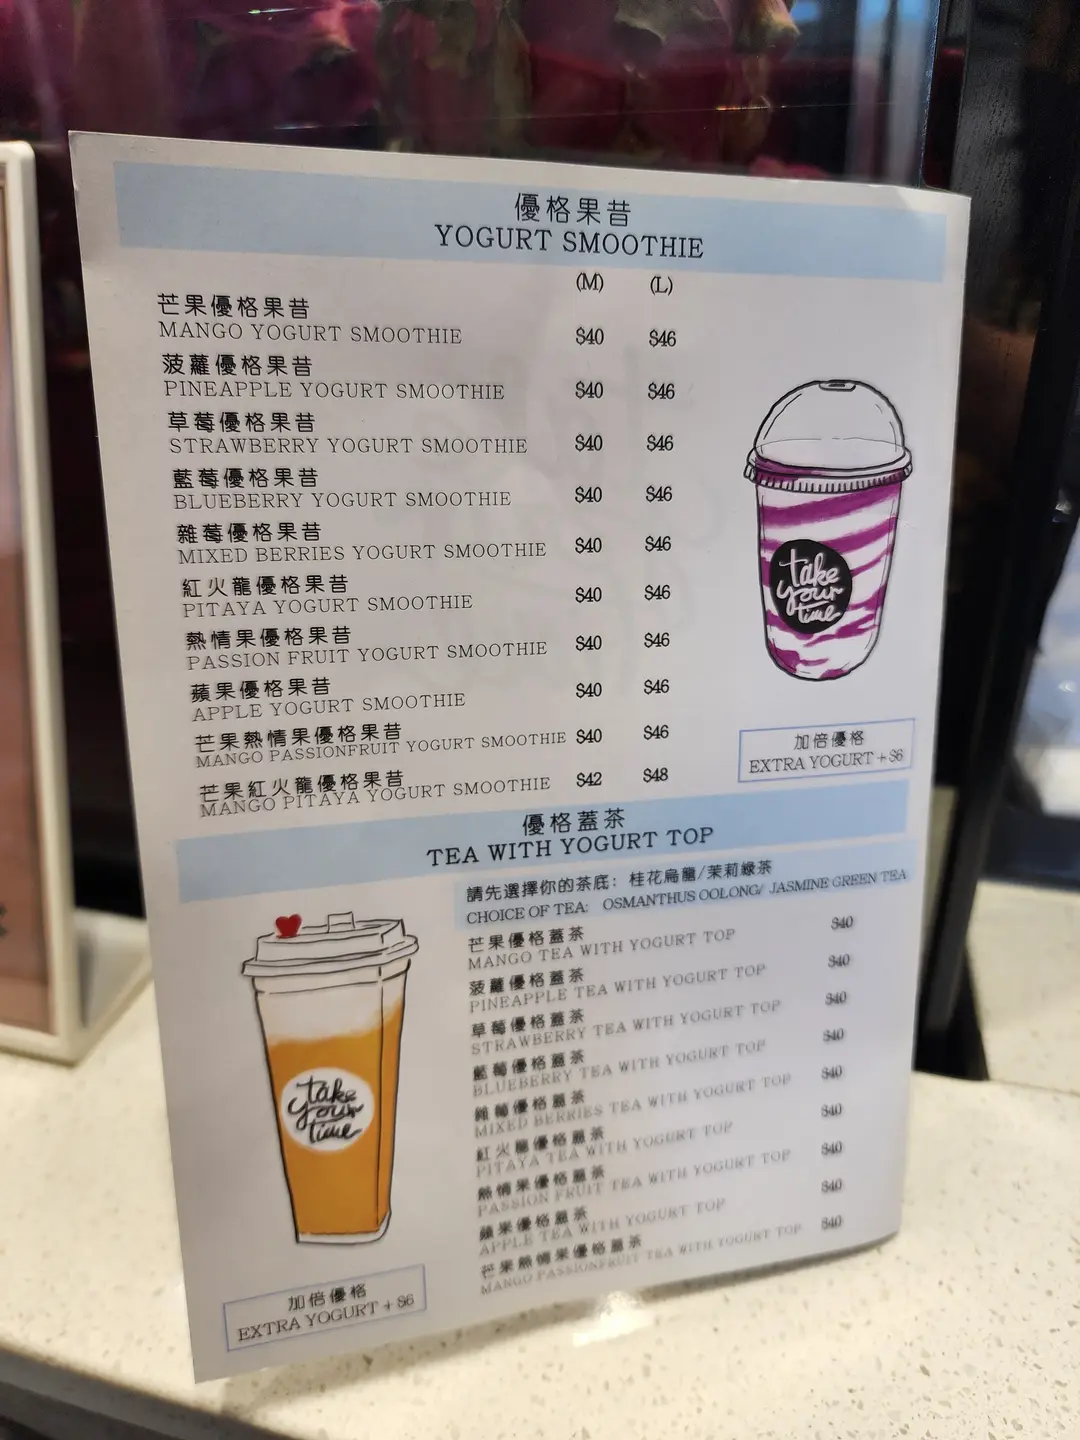 優格果昔
YOGURT SMOOTHIE
(M) (L)
芒果優格果昔
MANGO YOGURT SMOOTHIE $40 $46
菠蘿優格果昔
PINEAPPLE YOGURT SMOOTHIE $40 $46
草莓優格果昔
STRAWBERRY YOGURT SMOOTHIE $40 $46
藍莓優格果昔
BLUEBERRY YOGURT SMOOTHIE $40 $46
雜莓優格果昔
MIXED BERRIES YOGURT SMOOTHIE $40 $46
紅火龍優格果昔
PITAYA YOGURT SMOOTHIE $40 $46
熱情果優格果昔
PASSION FRUIT YOGURT SMOOTHIE $40 $46
蘋果優格果昔
APPLE YOGURT SMOOTHIE $40 $46
芒果熱情果優格果昔
MANGO PASSIONFRUIT YOGURT SMOOTHIE $40 $46
芒果紅火龍優格果昔
MANGO PITAYA YOGURT SMOOTHIE $42 $48
take
your
time
加倍優格
EXTRA YOGURT + $6
優格蓋茶
TEA WITH YOGURT TOP
請先選擇你的茶底: 桂花烏龍/茉莉綠茶
CHOICE OF TEA: OSMANTHUS OOLONG/ JASMINE GREEN TEA
芒果優格蓋茶
MANGO TEA WITH YOGURT TOP $40
菠蘿優格蓋茶
PINEAPPLE TEA WITH YOGURT TOP $40
草莓優格蓋茶
STRAWBERRY TEA WITH YOGURT TOP $40
藍莓優格蓋茶
BLUEBERRY TEA WITH YOGURT TOP $40
雜莓優格蓋茶
MIXED BERRIES TEA WITH YOGURT TOP $40
紅火龍優格蓋茶
PITAYA TEA WITH YOGURT TOP $40
熱情果優格蓋茶
PASSION FRUIT TEA WITH YOGURT TOP $40
蘋果優格蓋茶
APPLE TEA WITH YOGURT TOP $40
芒果熱情果優格蓋茶
MANGO PASSIONFRUIT TEA WITH YOGURT TOP $40
take
your
time
加倍優格
EXTRA YOGURT + $6